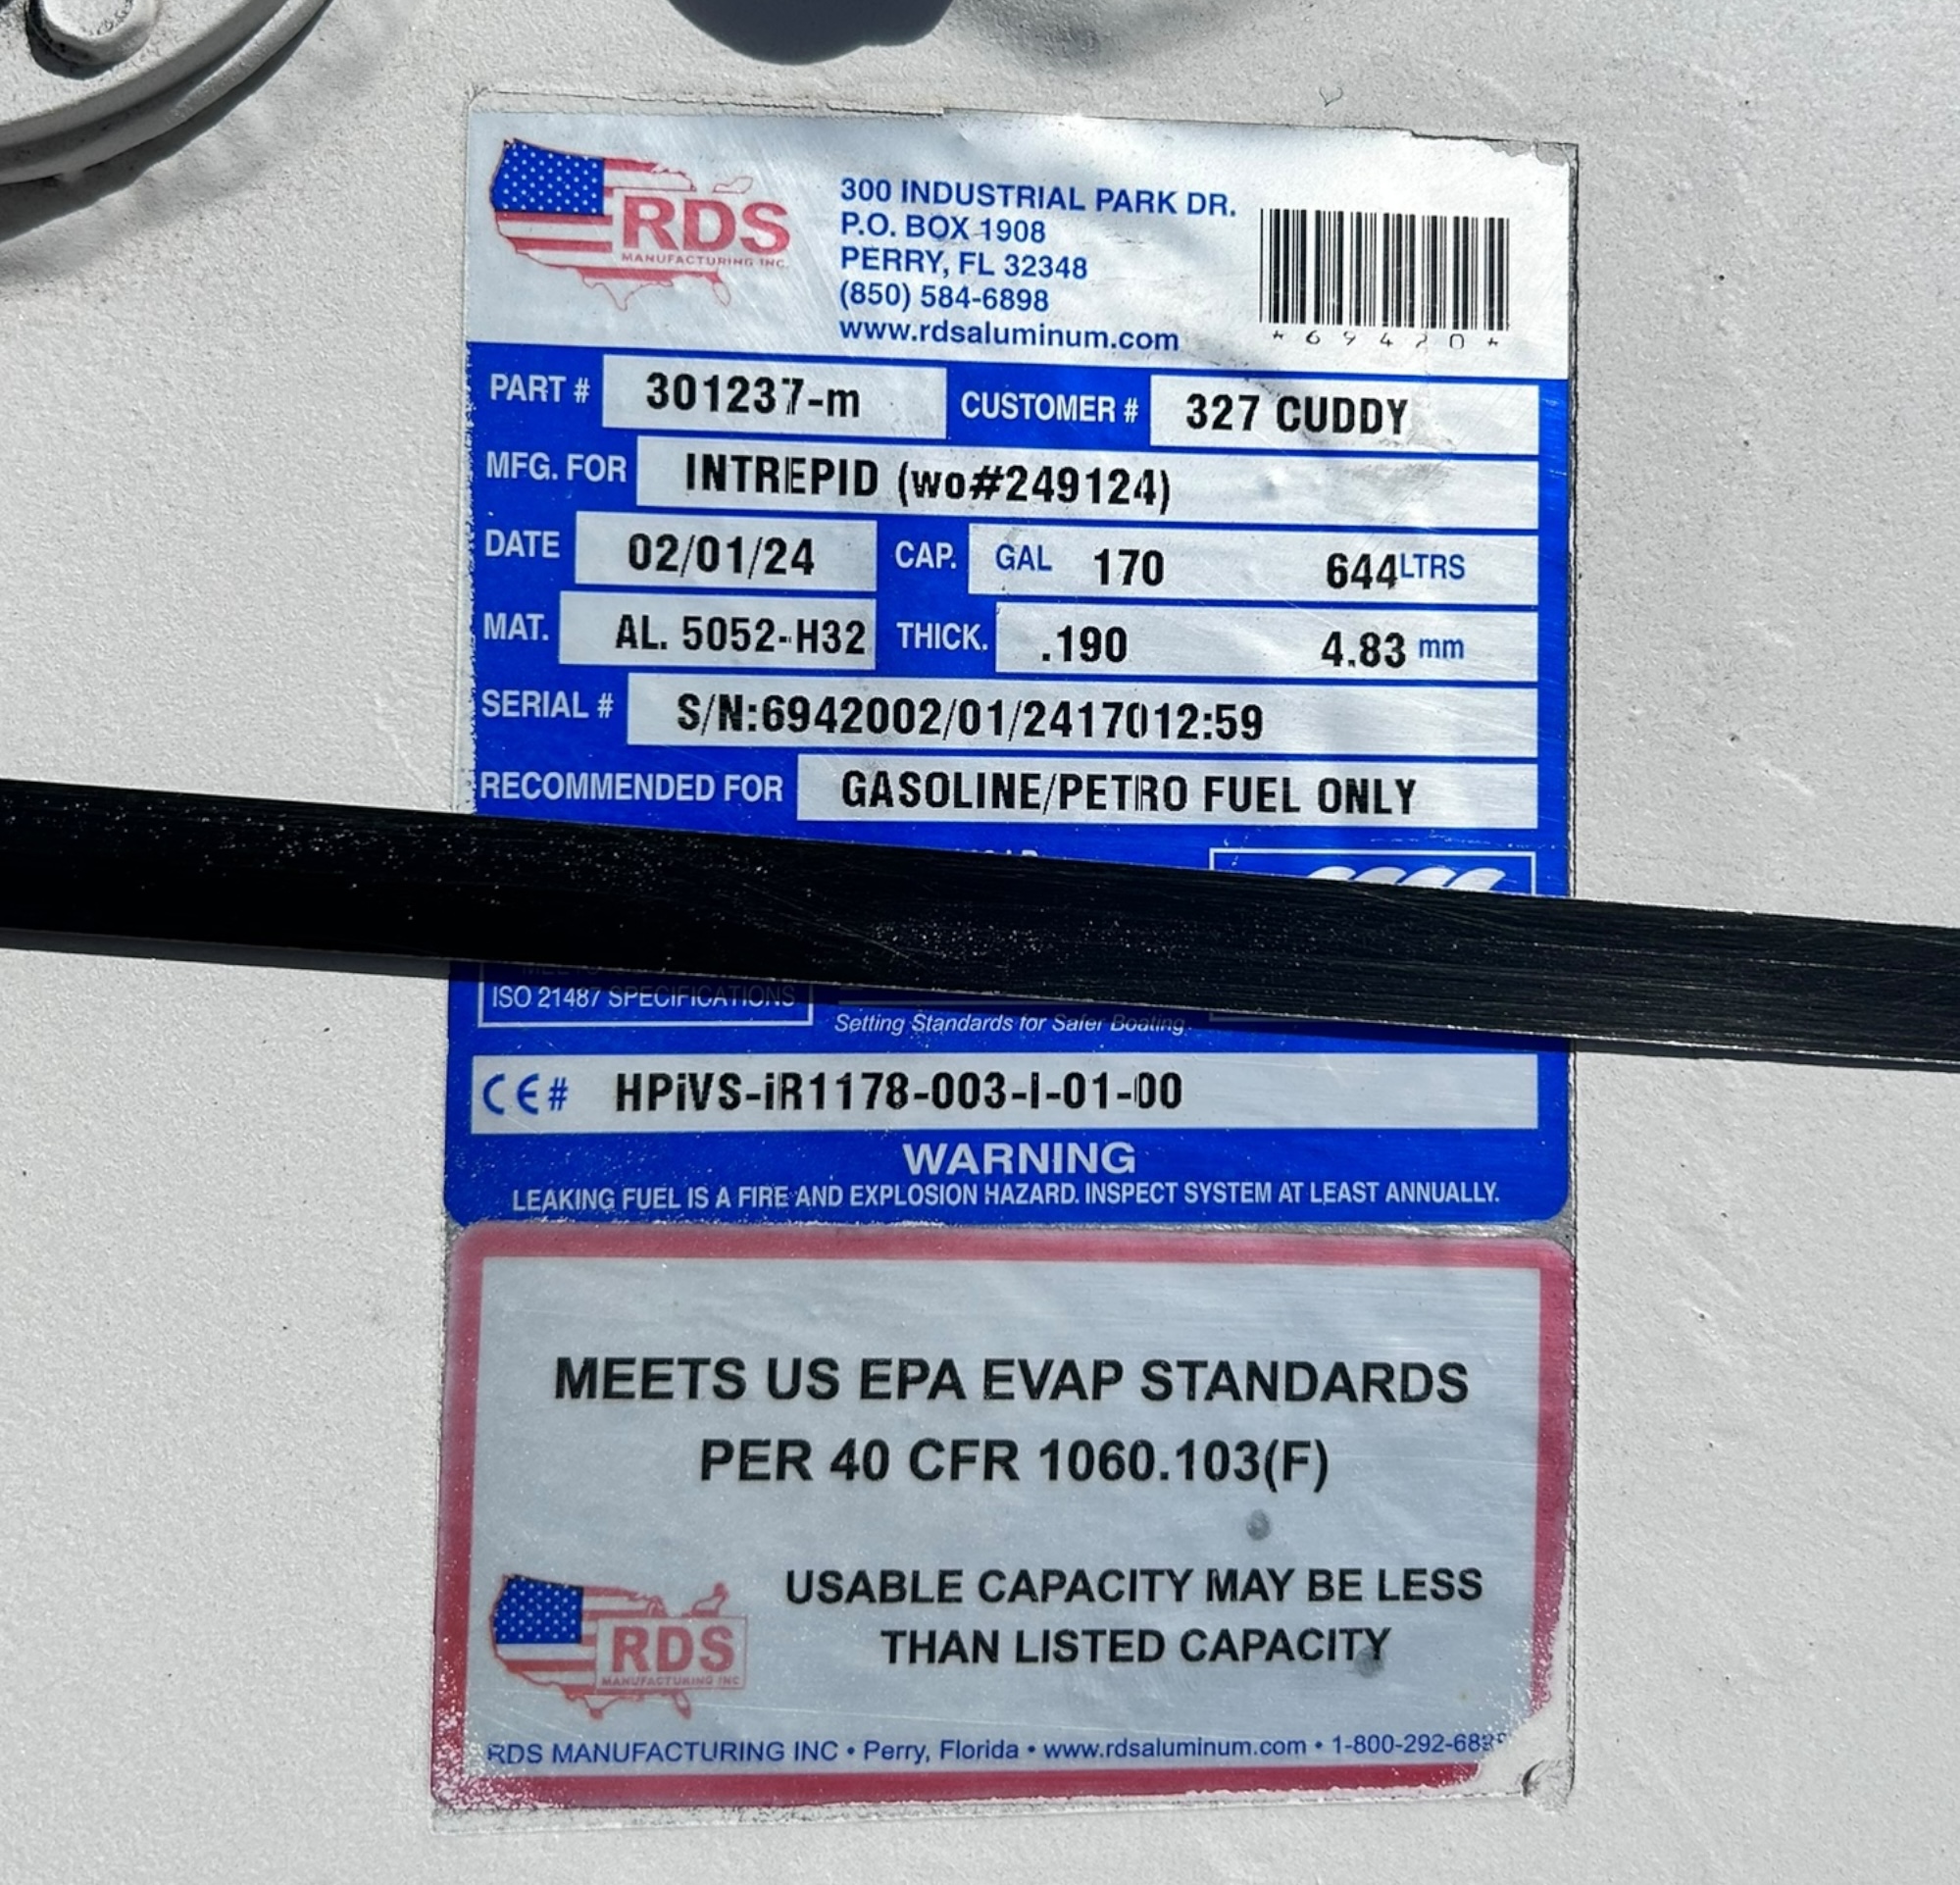 RDS
MANUFACTURING INC.
300 INDUSTRIAL PARK DR.
P.O. BOX 1908
PERRY, FL 32348
(850) 584-6898
www.rdsaluminum.com
*69420*
PART # 301237-m CUSTOMER # 327 CUDDY
MFG. FOR INTREPID (wo#249124)
DATE 02/01/24 CAP. GAL 170 644 LTRS
MAT. AL. 5052-H32 THICK. .190 4.83 mm
SERIAL # S/N:6942002/01/2417012:59
RECOMMENDED FOR GASOLINE/PETRO FUEL ONLY
ISO 21487 SPECIFICATIONS
Setting Standards for Safer Boating
CE# HPiVS-iR1178-003-I-01-00
WARNING
LEAKING FUEL IS A FIRE AND EXPLOSION HAZARD. INSPECT SYSTEM AT LEAST ANNUALLY.
MEETS US EPA EVAP STANDARDS
PER 40 CFR 1060.103(F)
USABLE CAPACITY MAY BE LESS
THAN LISTED CAPACITY
RDS
MANUFACTURING INC
RDS MANUFACTURING INC • Perry, Florida • www.rdsaluminum.com •